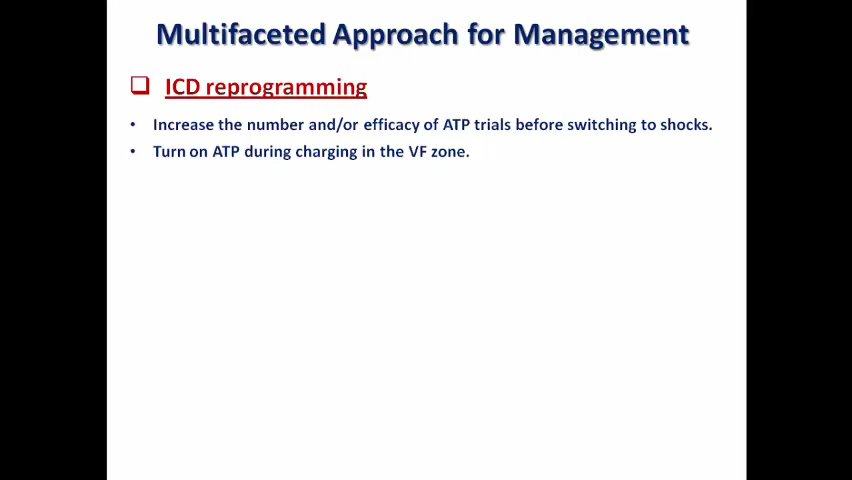 Multifaceted Approach for Management
❑ ICD reprogramming
• Increase the number and/or efficacy of ATP trials before switching to shocks.
• Turn on ATP during charging in the VF zone.